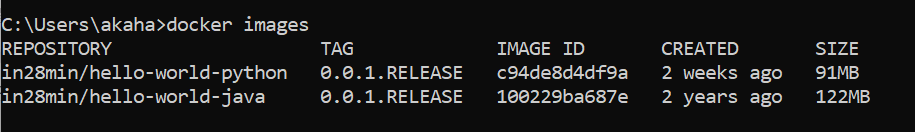 C:\Users\akaha>docker images
REPOSITORY TAG IMAGE ID CREATED SIZE
in28min/hello-world-python 0.0.1.RELEASE c94de8d4df9a 2 weeks ago 91MB
in28min/hello-world-java 0.0.1.RELEASE 100229ba687e 2 years ago 122MB